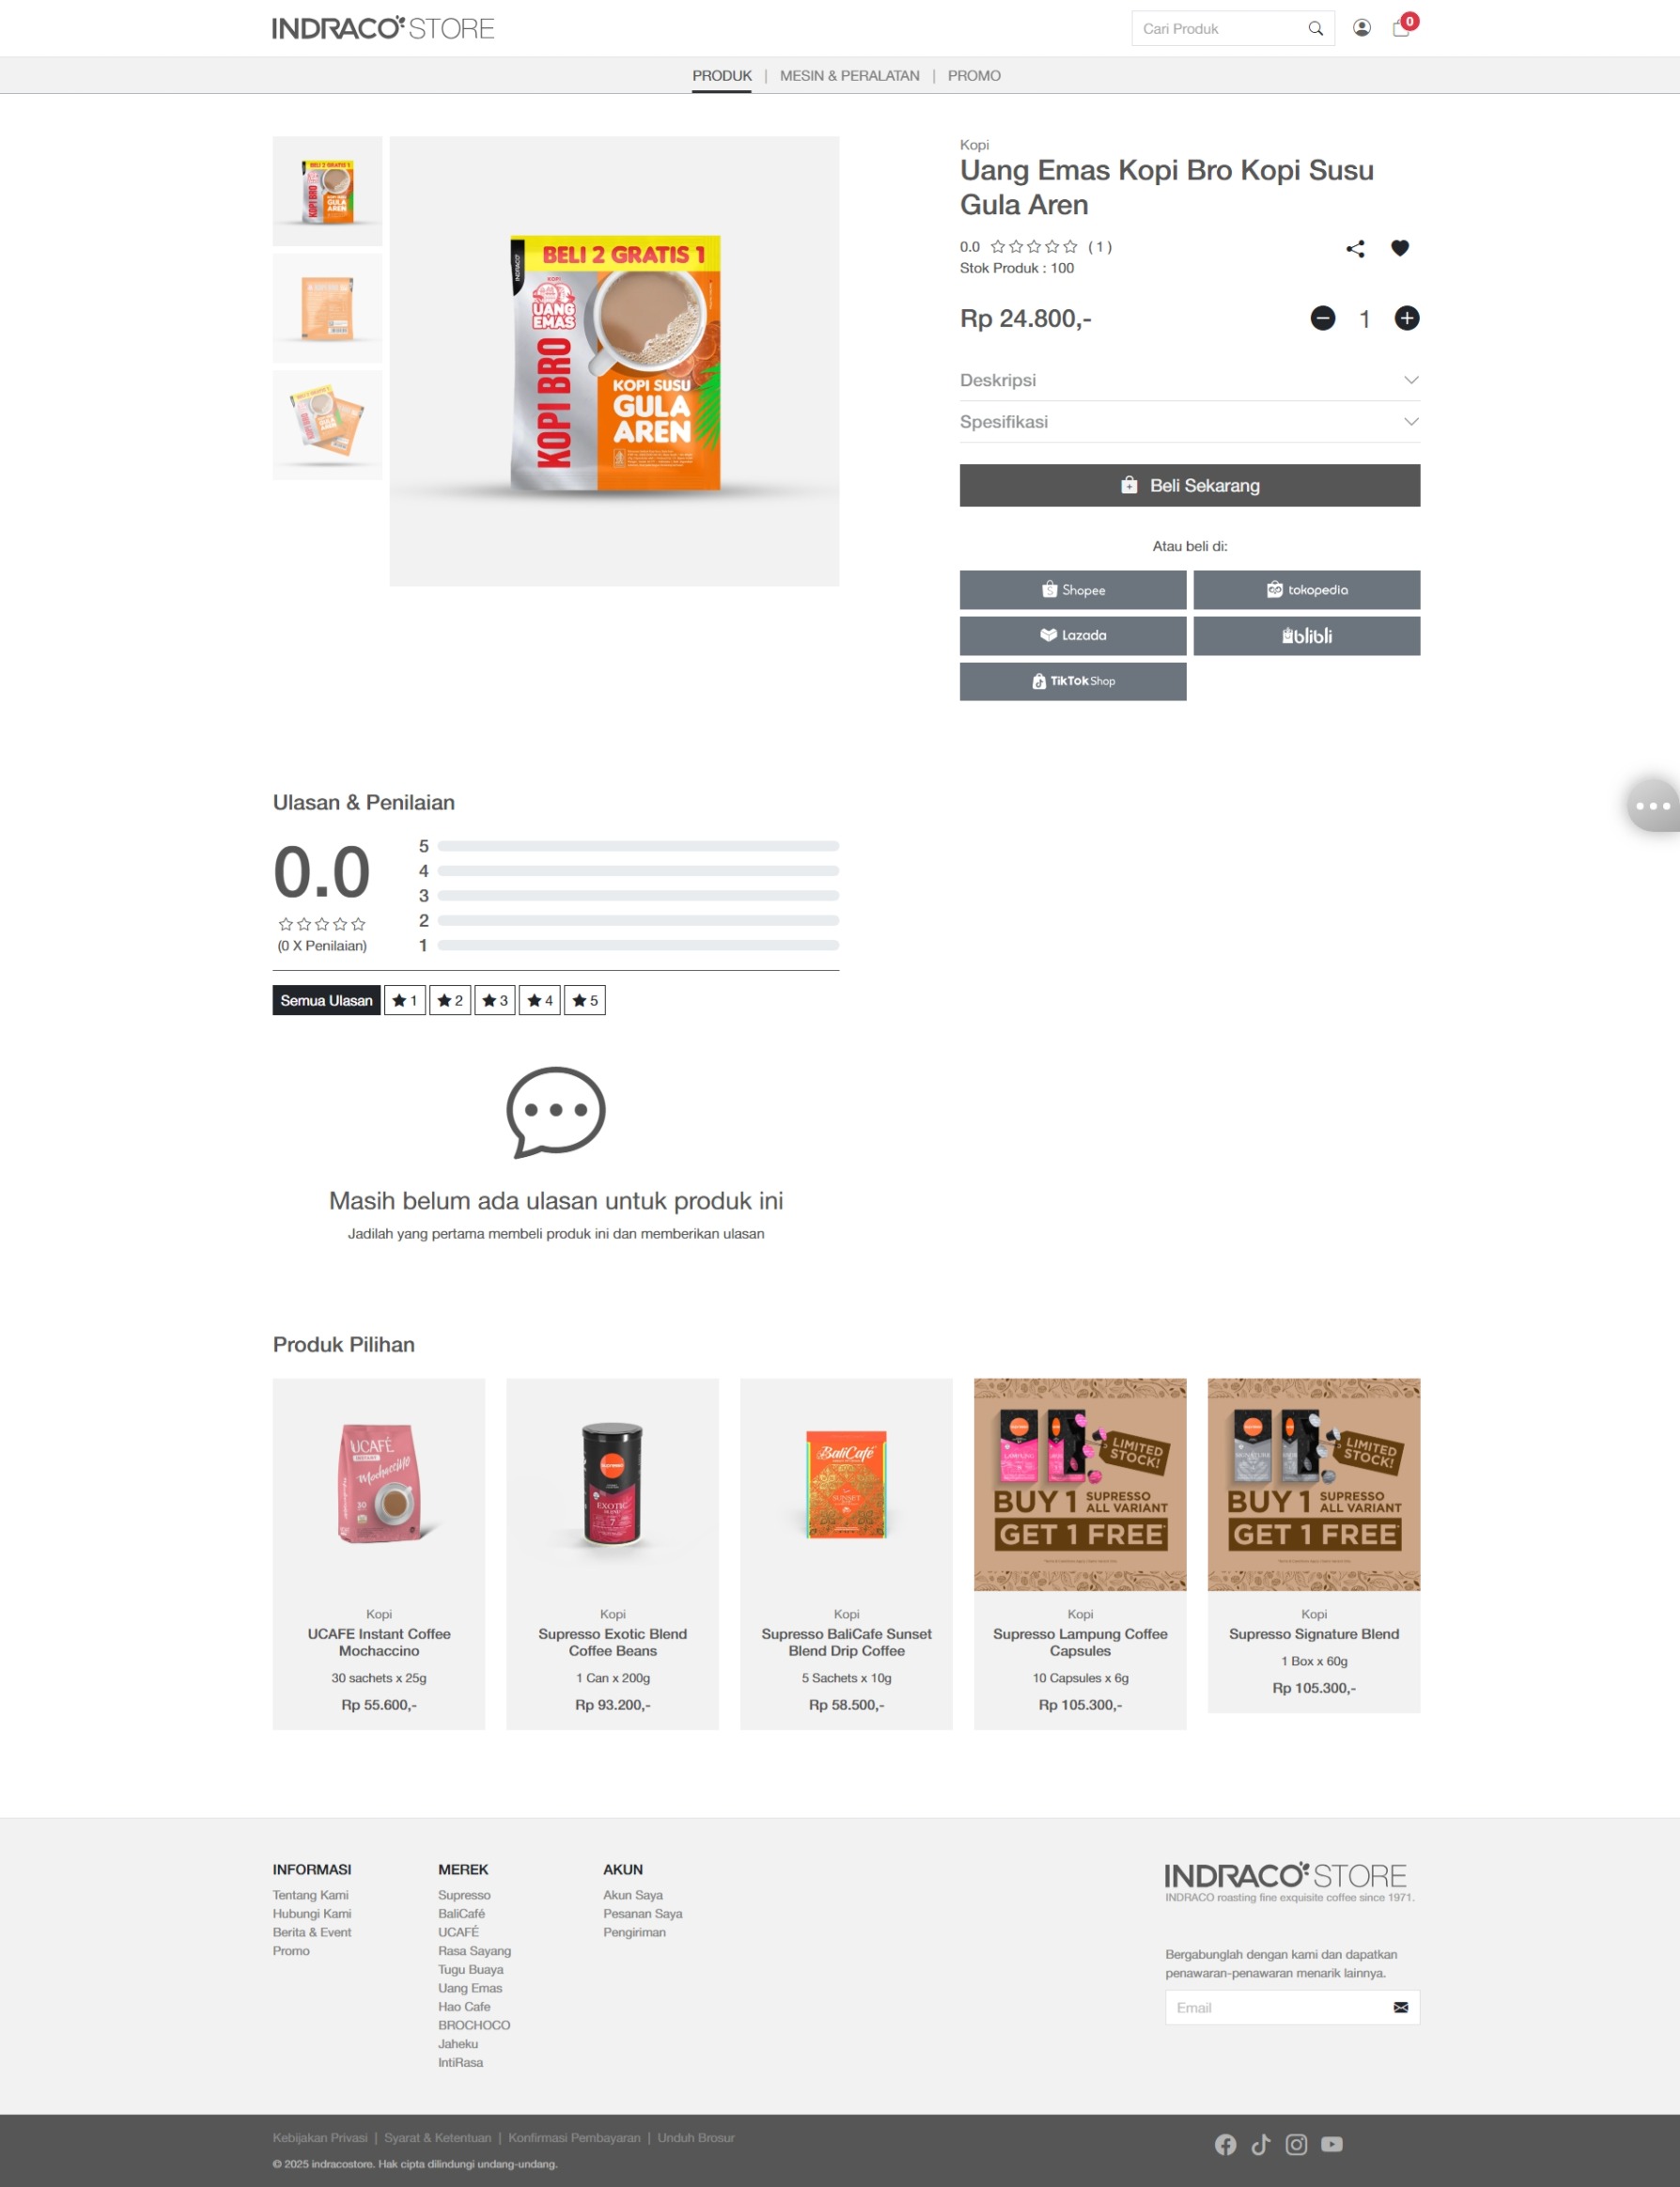 INDRACO STORE
Cari Produk
0
PRODUK | MESIN & PERALATAN | PROMO
BELI 2 GRATIS 1
INDRACO
KOPI
UANG
EMAS
KOPI BRO
KOPI SUSU
GULA
AREN
Kopi
Uang Emas Kopi Bro Kopi Susu
Gula Aren
0.0 ( 1 )
Stok Produk : 100
Rp 24.800,-
1
Deskripsi
Spesifikasi
Beli Sekarang
Atau beli di:
Shopee
tokopedia
Lazada
blibli
TikTok Shop
Ulasan & Penilaian
0.0
(0 X Penilaian)
5
4
3
2
1
Semua Ulasan
1
2
3
4
5
Masih belum ada ulasan untuk produk ini
Jadilah yang pertama membeli produk ini dan memberikan ulasan
Produk Pilihan
UCAFÉ
INSTANT
Mochaccino
30
Kopi
UCAFE Instant Coffee
Mochaccino
30 sachets x 25g
Rp 55.600,-
EXOTIC
7
Kopi
Supresso Exotic Blend
Coffee Beans
1 Can x 200g
Rp 93.200,-
BaliCafé
SUNSET
Kopi
Supresso BaliCafe Sunset
Blend Drip Coffee
5 Sachets x 10g
Rp 58.500,-
LAMPUNG
LIMITED
STOCK!
BUY 1 SUPRESSO
ALL VARIANT
GET 1 FREE
Kopi
Supresso Lampung Coffee
Capsules
10 Capsules x 6g
Rp 105.300,-
SIGNATURE
LIMITED
STOCK!
BUY 1 SUPRESSO
ALL VARIANT
GET 1 FREE
Kopi
Supresso Signature Blend
1 Box x 60g
Rp 105.300,-
INFORMASI
Tentang Kami
Hubungi Kami
Berita & Event
Promo
MEREK
Supresso
BaliCafé
UCAFÉ
Rasa Sayang
Tugu Buaya
Uang Emas
Hao Cafe
BROCHOCO
Jaheku
IntiRasa
AKUN
Akun Saya
Pesanan Saya
Pengiriman
INDRACO STORE
INDRACO roasting fine exquisite coffee since 1971.
Bergabunglah dengan kami dan dapatkan
penawaran-penawaran menarik lainnya.
Email
Kebijakan Privasi | Syarat & Ketentuan | Konfirmasi Pembayaran | Unduh Brosur
© 2025 indracostore. Hak cipta dilindungi undang-undang.